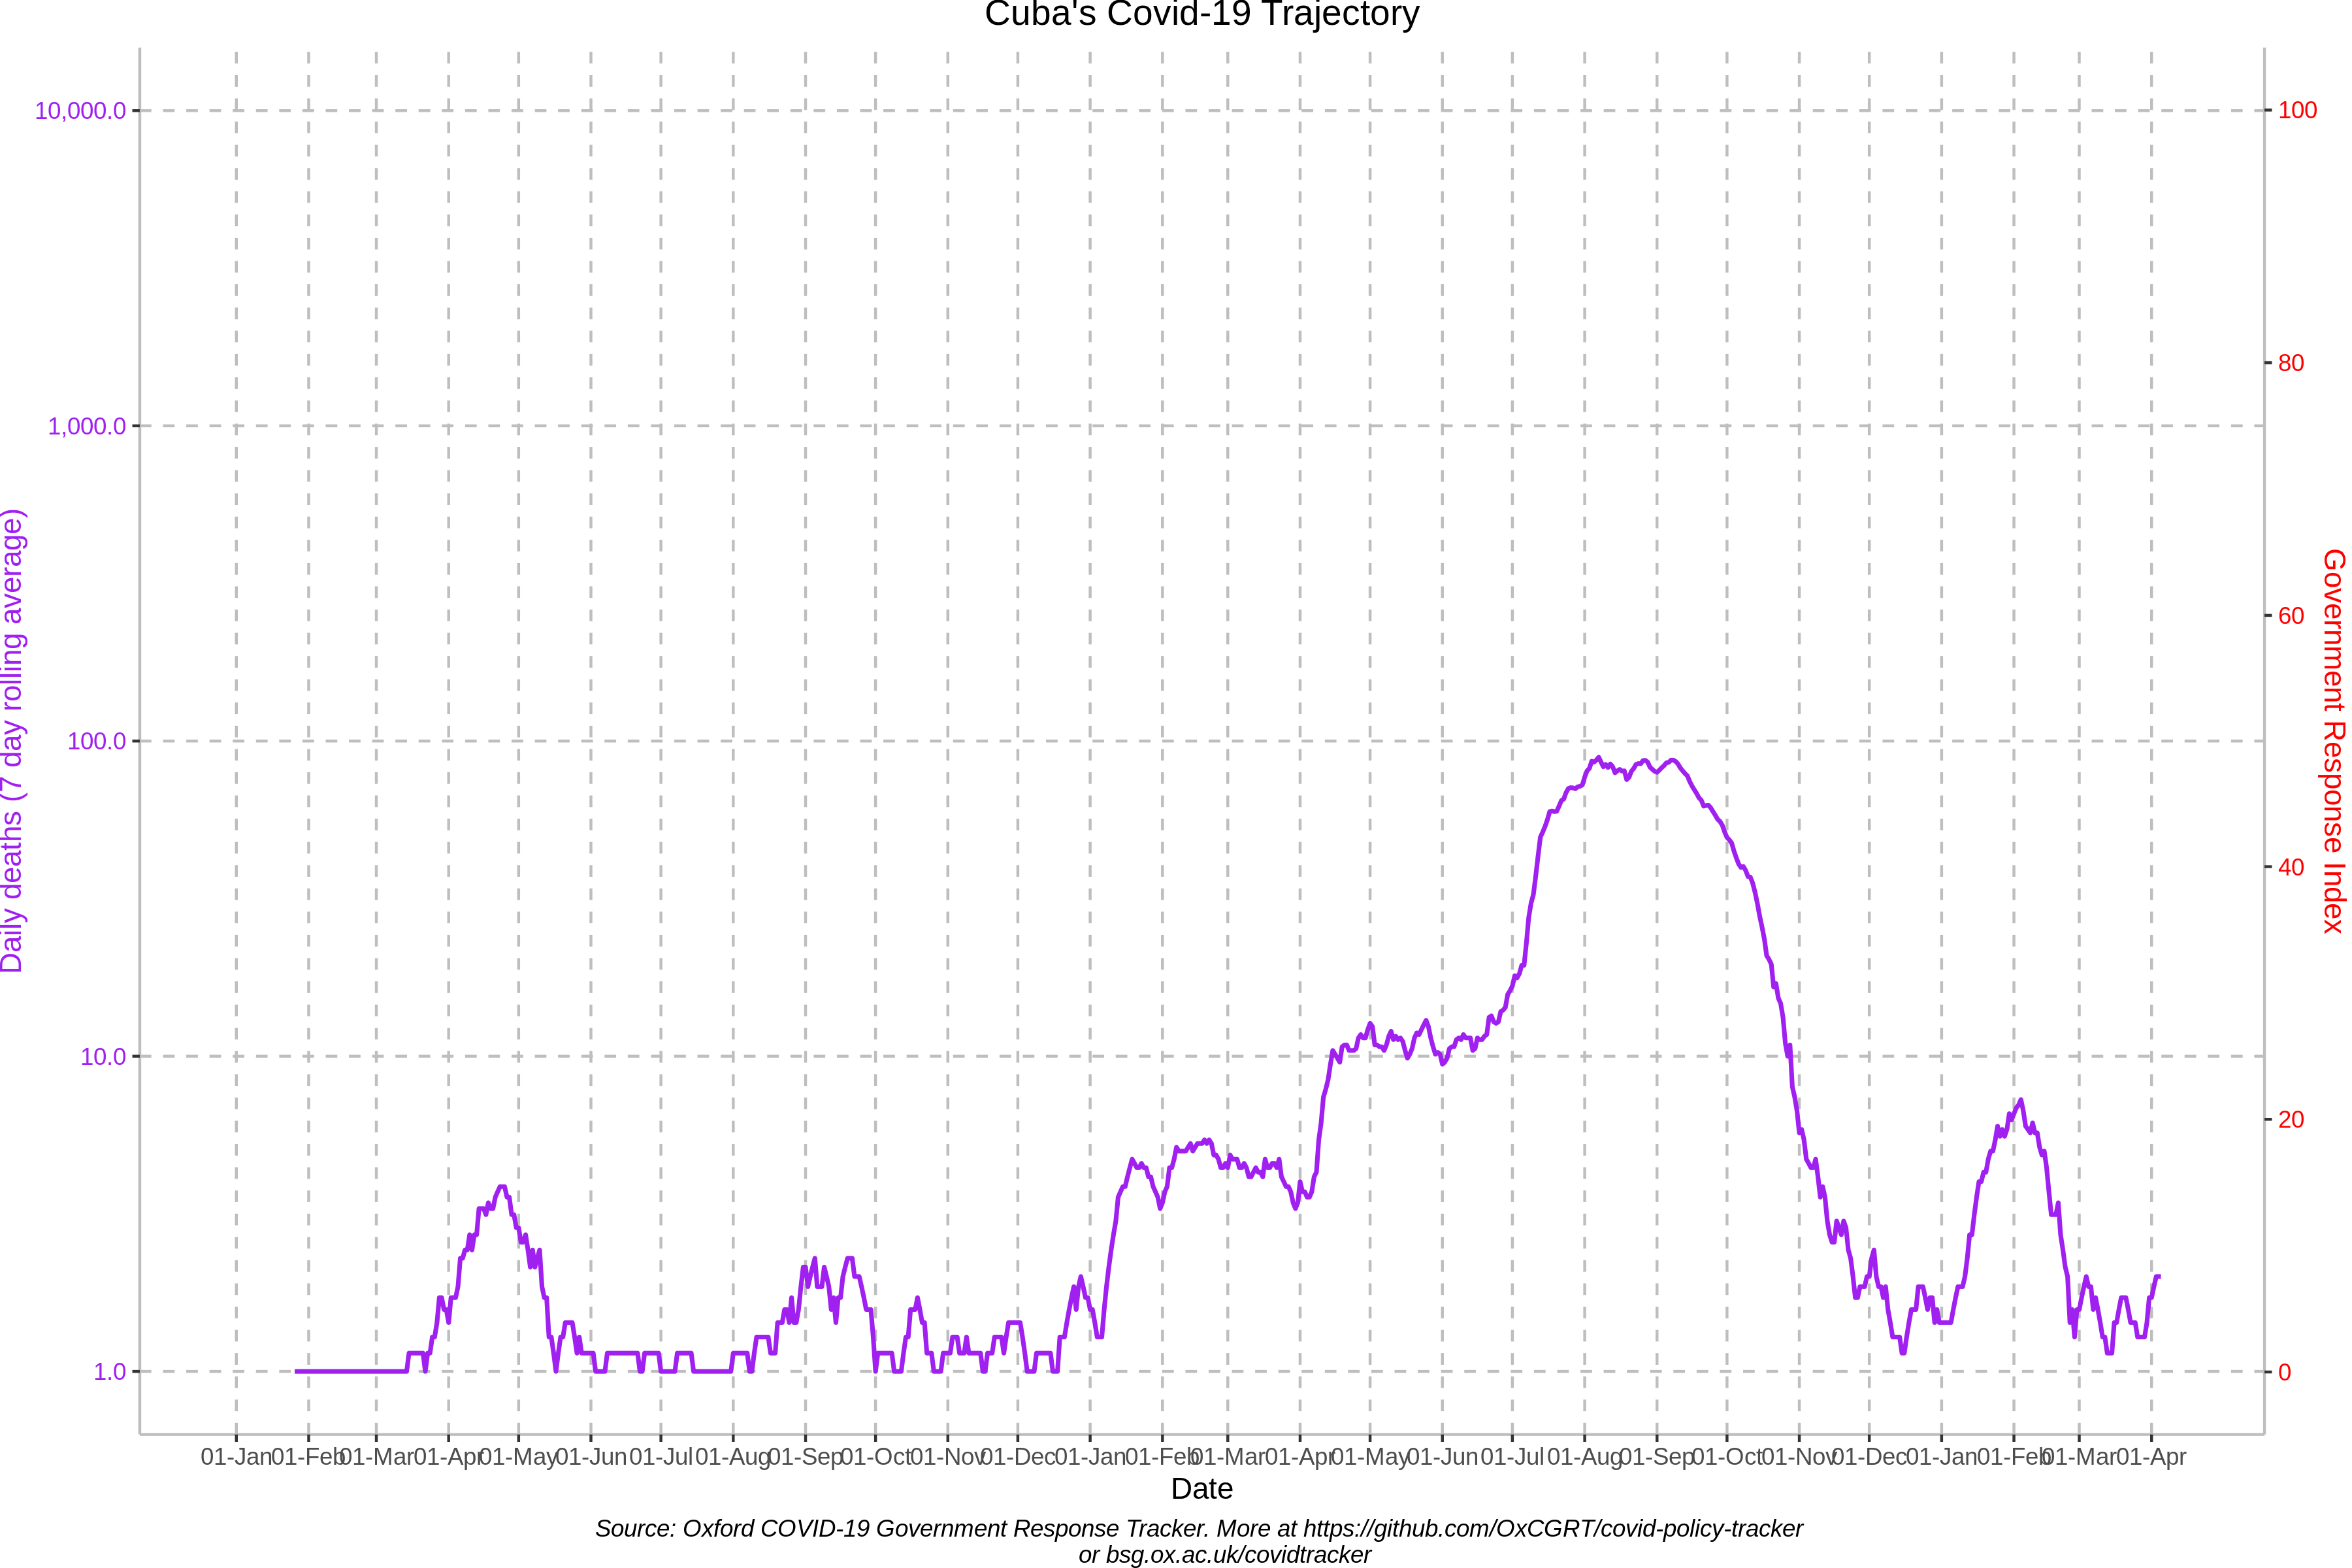 Cuba's Covid-19 Trajectory
10,000.0
1,000.0
100.0
10.0
1.0
Daily deaths (7 day rolling average)
100
80
60
40
20
0
Government Response Index
01-Jan 01-Feb 01-Mar 01-Apr 01-May 01-Jun 01-Jul 01-Aug 01-Sep 01-Oct 01-Nov 01-Dec 01-Jan 01-Feb 01-Mar 01-Apr 01-May 01-Jun 01-Jul 01-Aug 01-Sep 01-Oct 01-Nov 01-Dec 01-Jan 01-Feb 01-Mar 01-Apr
Date
Source: Oxford COVID-19 Government Response Tracker. More at https://github.com/OxCGRT/covid-policy-tracker
or bsg.ox.ac.uk/covidtracker